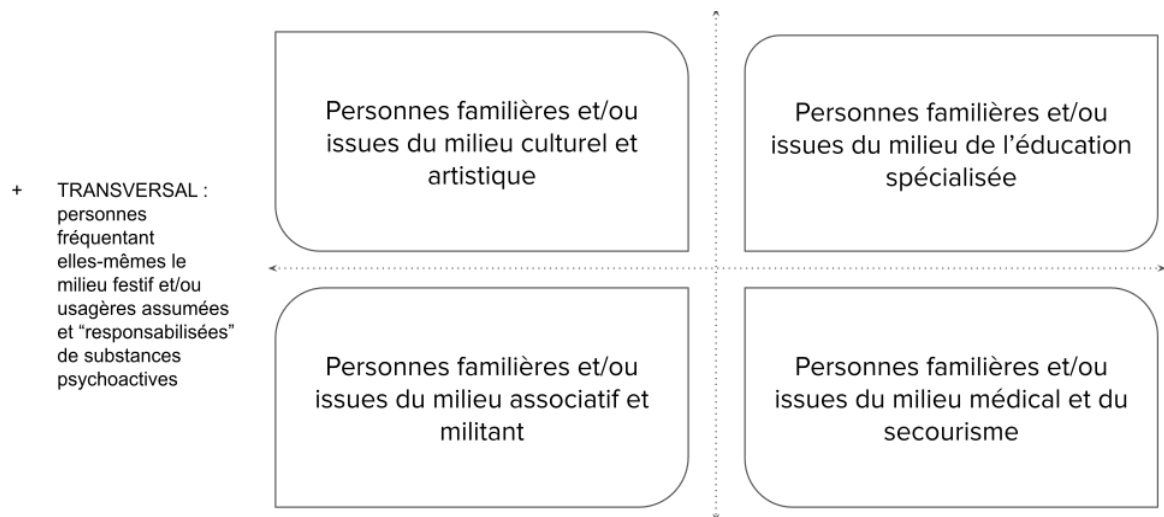 Personnes familières et/ou
issues du milieu culturel et
artistique
Personnes familières et/ou
issues du milieu de l’éducation
spécialisée
+ TRANSVERSAL :
personnes
fréquentant
elles-mêmes le
milieu festif et/ou
usagères assumées
et “responsabilisées”
de substances
psychoactives
Personnes familières et/ou
issues du milieu associatif et
militant
Personnes familières et/ou
issues du milieu médical et du
secourisme